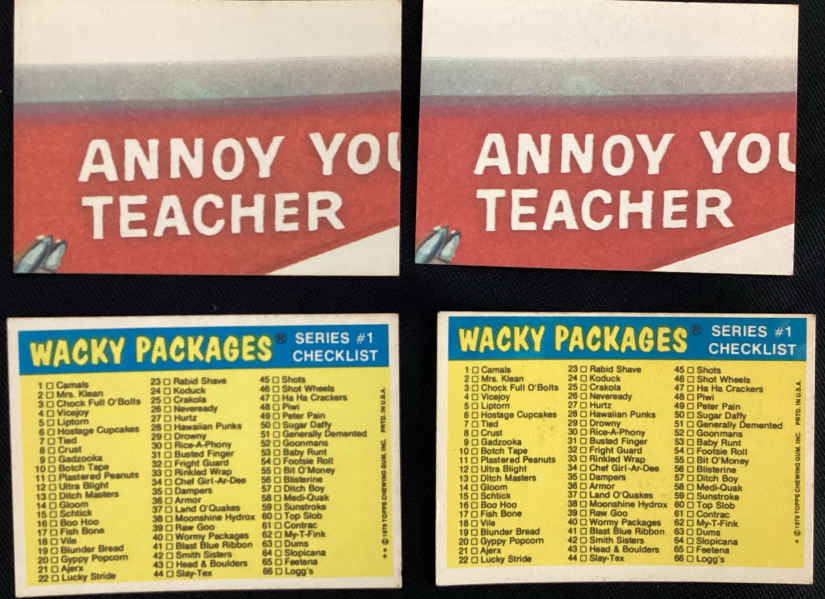 ANNOY YOU
TEACHER
ANNOY YOU
TEACHER
WACKY PACKAGES® SERIES #1
CHECKLIST
1 Camals
2 Mrs. Klean
3 Chock Full O'Bolts
4 Vicejoy
5 Liptorn
6 Hostage Cupcakes
7 Tied
8 Crust
9 Gadzooka
10 Botch Tape
11 Plastered Peanuts
12 Ultra Blight
13 Ditch Masters
14 Gloom
15 Schtick
16 Boo Hoo
17 Fish Bone
18 Vile
19 Blunder Bread
20 Gyppy Popcorn
21 Ajerx
22 Lucky Stride
23 Rabid Shave
24 Koduck
25 Crakola
26 Neveready
27 Hurtz
28 Hawaiian Punks
29 Drowny
30 Rice-A-Phony
31 Busted Finger
32 Fright Guard
33 Rinkled Wrap
34 Chef Girl-Ar-Dee
35 Dampers
36 Armor
37 Land O'Quakes
38 Moonshine Hydrox
39 Raw Goo
40 Wormy Packages
41 Blast Blue Ribbon
42 Smith Sisters
43 Head & Boulders
44 Slay-Tex
45 Shots
46 Shot Wheels
47 Ha Ha Crackers
48 Piwi
49 Peter Pain
50 Sugar Daffy
51 Generally Demented
52 Goonmans
53 Baby Runt
54 Footsie Roll
55 Bit O'Money
56 Blisterine
57 Ditch Boy
58 Medi-Quak
59 Sunstroke
60 Top Slob
61 Contrac
62 My-T-Fink
63 Dums
64 Slopicana
65 Feetena
66 Logg's
* * © 1979 TOPPS CHEWING GUM, INC. PRTD. IN U.S.A.
WACKY PACKAGES® SERIES #1
CHECKLIST
1 Camals
2 Mrs. Klean
3 Chock Full O'Bolts
4 Vicejoy
5 Liptorn
6 Hostage Cupcakes
7 Tied
8 Crust
9 Gadzooka
10 Botch Tape
11 Plastered Peanuts
12 Ultra Blight
13 Ditch Masters
14 Gloom
15 Schtick
16 Boo Hoo
17 Fish Bone
18 Vile
19 Blunder Bread
20 Gyppy Popcorn
21 Ajerx
22 Lucky Stride
23 Rabid Shave
24 Koduck
25 Crakola
26 Neveready
27 Hurtz
28 Hawaiian Punks
29 Drowny
30 Rice-A-Phony
31 Busted Finger
32 Fright Guard
33 Rinkled Wrap
34 Chef Girl-Ar-Dee
35 Dampers
36 Armor
37 Land O'Quakes
38 Moonshine Hydrox
39 Raw Goo
40 Wormy Packages
41 Blast Blue Ribbon
42 Smith Sisters
43 Head & Boulders
44 Slay-Tex
45 Shots
46 Shot Wheels
47 Ha Ha Crackers
48 Piwi
49 Peter Pain
50 Sugar Daffy
51 Generally Demented
52 Goonmans
53 Baby Runt
54 Footsie Roll
55 Bit O'Money
56 Blisterine
57 Ditch Boy
58 Medi-Quak
59 Sunstroke
60 Top Slob
61 Contrac
62 My-T-Fink
63 Dums
64 Slopicana
65 Feetena
66 Logg's
* © 1979 TOPPS CHEWING GUM, INC. PRTD. IN U.S.A.